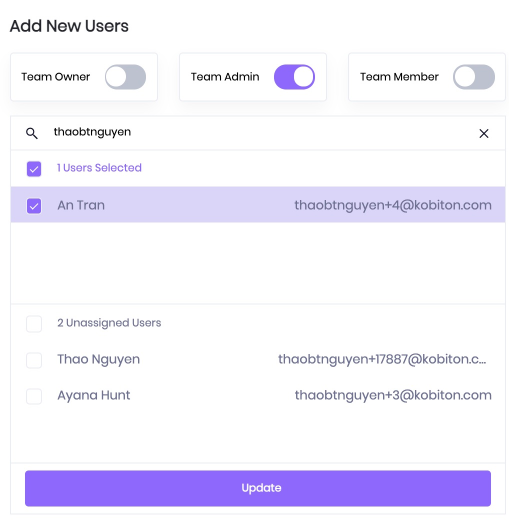 Add New Users
Team Owner
Team Admin
Team Member
thaobtnguyen
1 Users Selected
An Tran thaobtnguyen+4@kobiton.com
2 Unassigned Users
Thao Nguyen thaobtnguyen+17887@kobiton.c...
Ayana Hunt thaobtnguyen+3@kobiton.com
Update